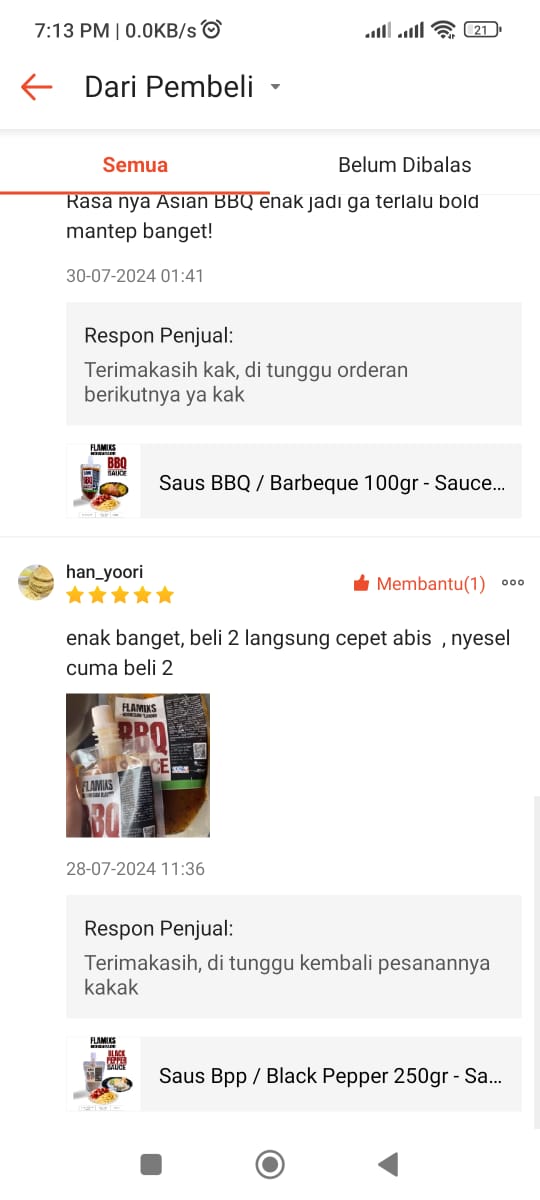 7:13 PM | 0.0KB/s
21
Dari Pembeli
Semua
Belum Dibalas
Rasa nya Asian BBQ enak jadi ga terlalu bold
mantep banget!
30-07-2024 01:41
Respon Penjual:
Terimakasih kak, di tunggu orderan
berikutnya ya kak
FLAMIKS
BBQ
SAUCE
Saus BBQ / Barbeque 100gr - Sauce...
han_yoori
Membantu(1)
enak banget, beli 2 langsung cepet abis , nyesel
cuma beli 2
FLAMIKS
BBQ
FLAMIKS
28-07-2024 11:36
Respon Penjual:
Terimakasih, di tunggu kembali pesanannya
kakak
FLAMIKS
BLACK
PEPPER
SAUCE
Saus Bpp / Black Pepper 250gr - Sa...